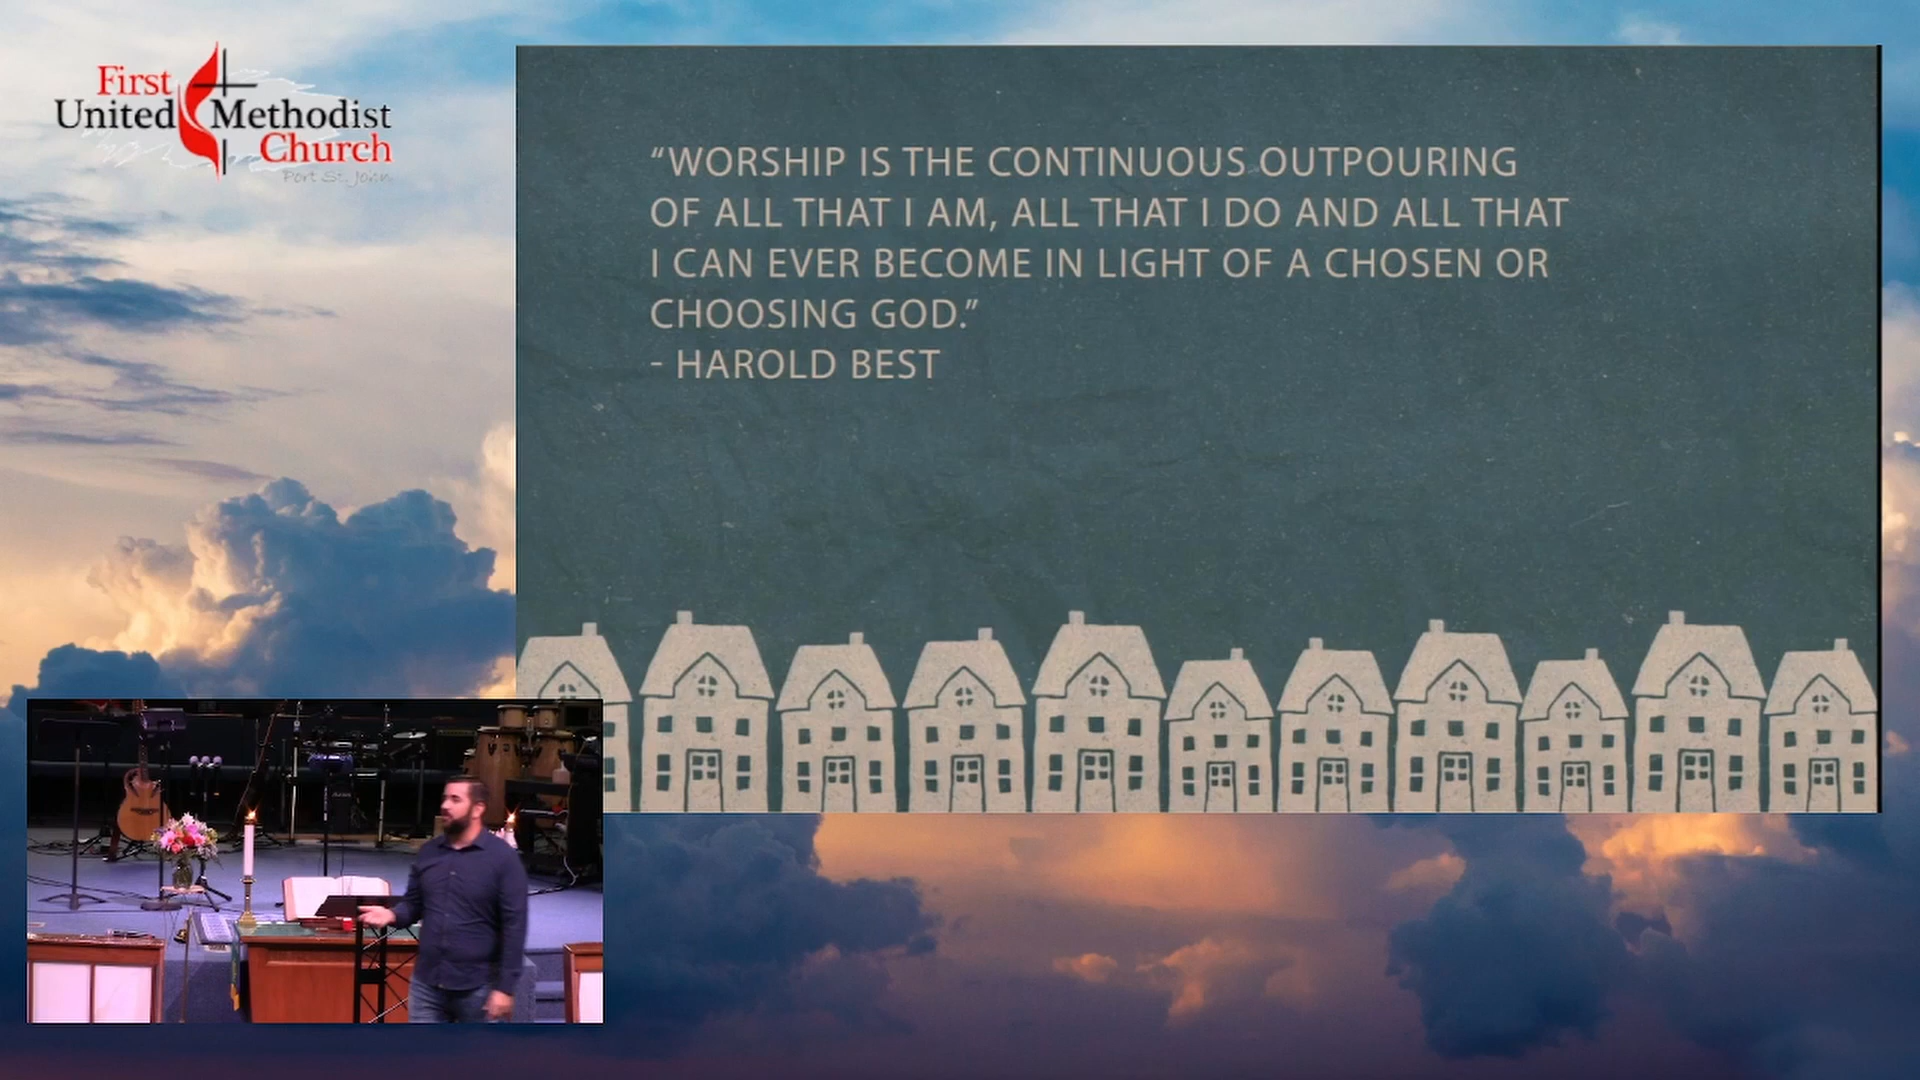 First
United Methodist
Church
Port St. John
“WORSHIP IS THE CONTINUOUS OUTPOURING
OF ALL THAT I AM, ALL THAT I DO AND ALL THAT
I CAN EVER BECOME IN LIGHT OF A CHOSEN OR
CHOOSING GOD.”
- HAROLD BEST